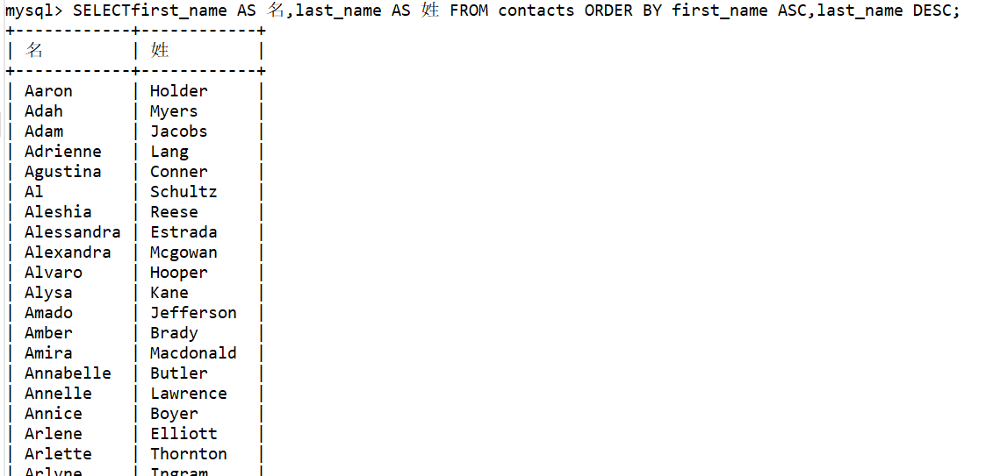 mysql> SELECTfirst_name AS 名,last_name AS 姓 FROM contacts ORDER BY first_name ASC,last_name DESC;
+------------+------------+
| 名          | 姓          |
+------------+------------+
| Aaron      | Holder     |
| Adah       | Myers      |
| Adam       | Jacobs     |
| Adrienne   | Lang       |
| Agustina   | Conner     |
| Al         | Schultz    |
| Aleshia    | Reese      |
| Alessandra | Estrada    |
| Alexandra  | Mcgowan    |
| Alvaro     | Hooper     |
| Alysa      | Kane       |
| Amado      | Jefferson  |
| Amber      | Brady      |
| Amira      | Macdonald  |
| Annabelle  | Butler     |
| Annelle    | Lawrence   |
| Annice     | Boyer      |
| Arlene     | Elliott    |
| Arlette    | Thornton   |
| Arlyne     | Ingram     |